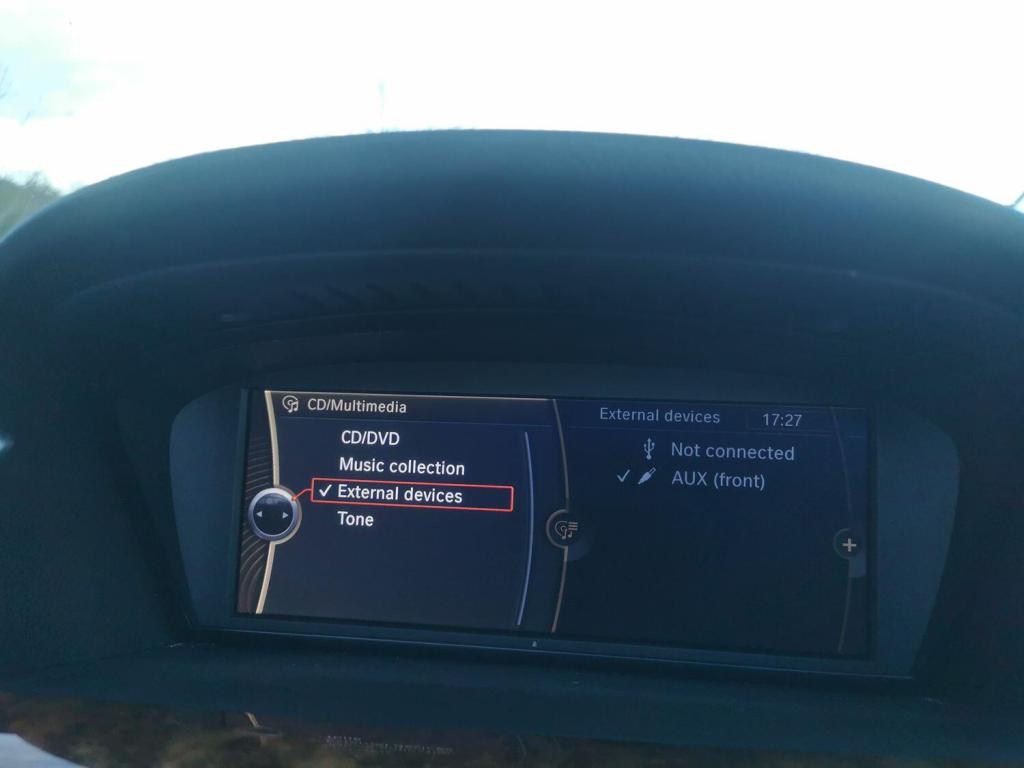 CD/Multimedia
CD/DVD
Music collection
✓ External devices
Tone
External devices 17:27
Not connected
✓ AUX (front)